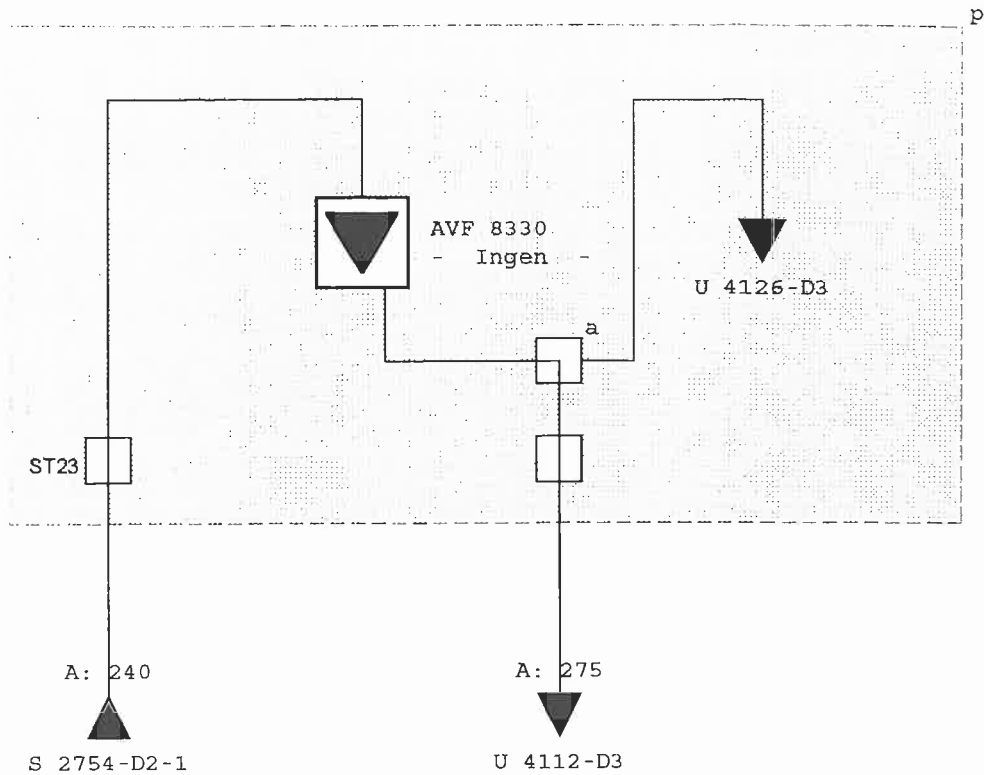 p
AVF 8330
- Ingen -
U 4126-D3
a
ST23
A: 240
A: 275
S 2754-D2-1
U 4112-D3